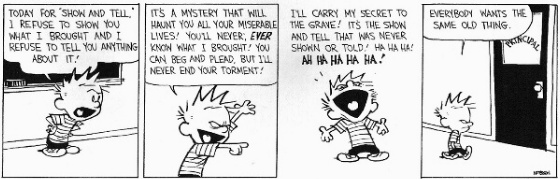 TODAY FOR "SHOW AND TELL,"
I REFUSE TO SHOW YOU
WHAT I BROUGHT AND I
REFUSE TO TELL YOU ANYTHING
ABOUT IT!
IT'S A MYSTERY THAT WILL
HAUNT YOU ALL YOUR MISERABLE
LIVES! YOU'LL NEVER, EVER
KNOW WHAT I BROUGHT! YOU
CAN BEG AND PLEAD, BUT I'LL
NEVER END YOUR TORMENT!
I'LL CARRY MY SECRET TO
THE GRAVE! IT'S THE SHOW
AND TELL THAT WAS NEVER
SHOWN OR TOLD! HA HA HA!
AH HA HA HA HA!
EVERYBODY WANTS THE
SAME OLD THING.
PRINCIPAL